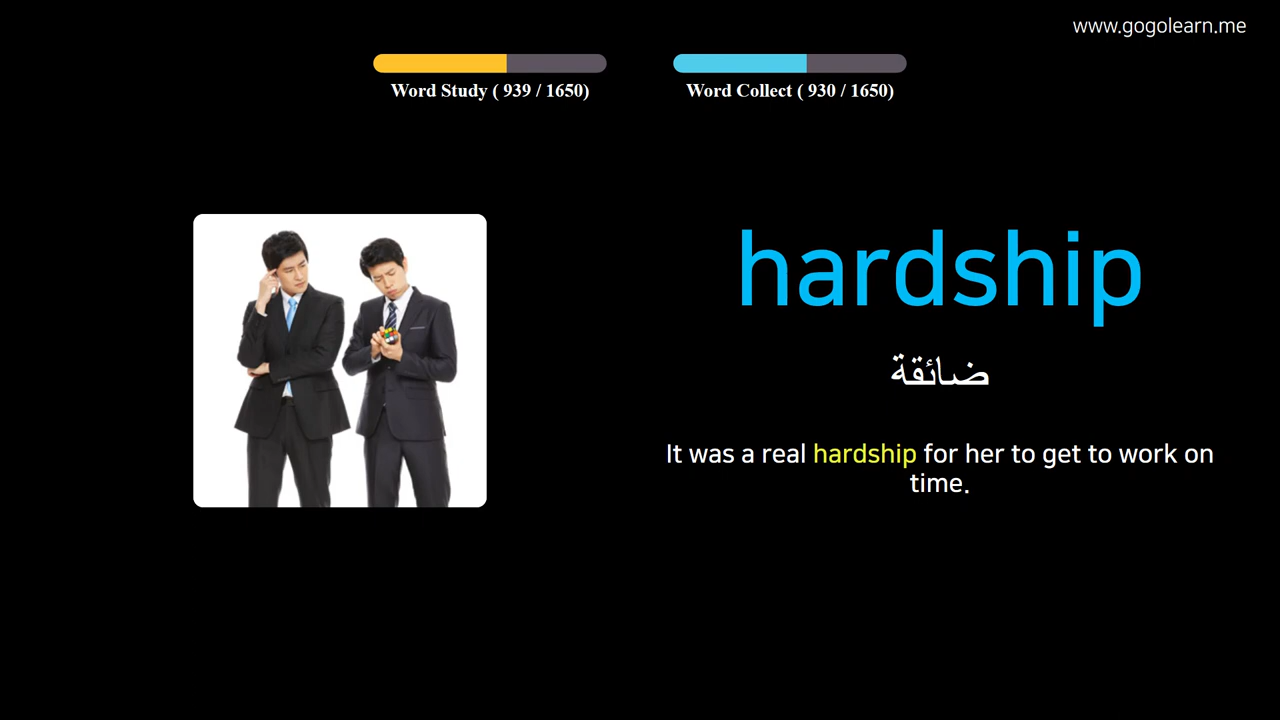 www.gogolearn.me
Word Study ( 939 / 1650)
Word Collect ( 930 / 1650)
hardship
ضائقة
It was a real hardship for her to get to work on
time.